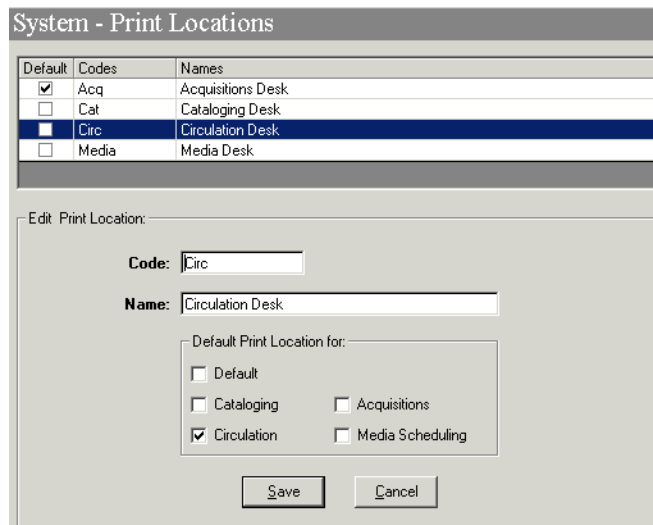 System - Print Locations
Default Codes Names
Acq Acquisitions Desk
Cat Cataloging Desk
Circ Circulation Desk
Media Media Desk
Edit Print Location:
Code: Circ
Name: Circulation Desk
Default Print Location for:
Default
Cataloging Acquisitions
Circulation Media Scheduling
Save Cancel